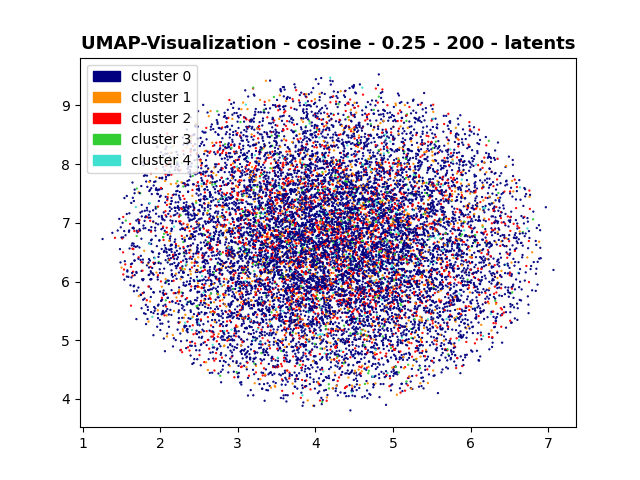 UMAP-Visualization - cosine - 0.25 - 200 - latents
cluster 0
cluster 1
cluster 2
cluster 3
cluster 4
9
8
7
6
5
4
1 2 3 4 5 6 7